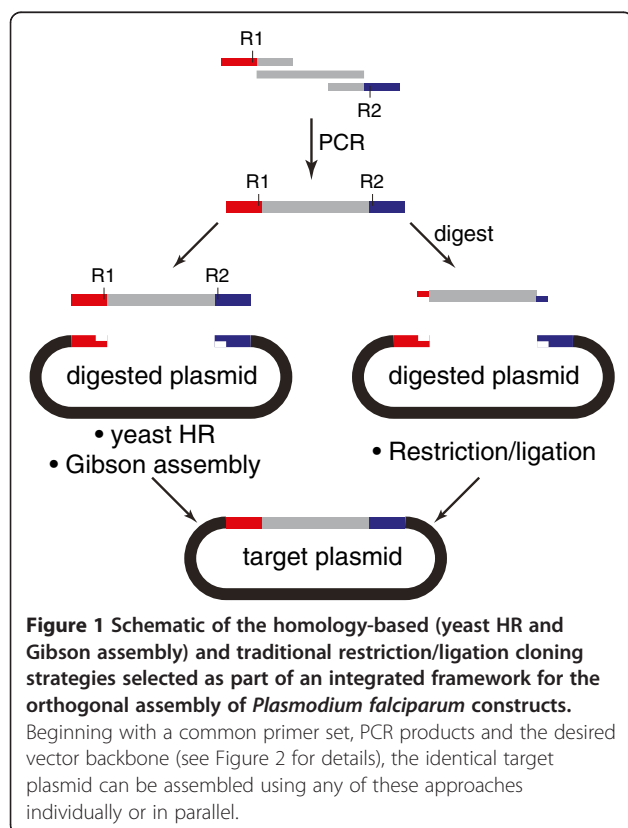 R1
R2
PCR
R1
R2
digest
R1
R2
digested plasmid
digested plasmid
• yeast HR
• Gibson assembly
• Restriction/ligation
target plasmid
Figure 1 Schematic of the homology-based (yeast HR and
Gibson assembly) and traditional restriction/ligation cloning
strategies selected as part of an integrated framework for the
orthogonal assembly of Plasmodium falciparum constructs.
Beginning with a common primer set, PCR products and the desired
vector backbone (see Figure 2 for details), the identical target
plasmid can be assembled using any of these approaches
individually or in parallel.